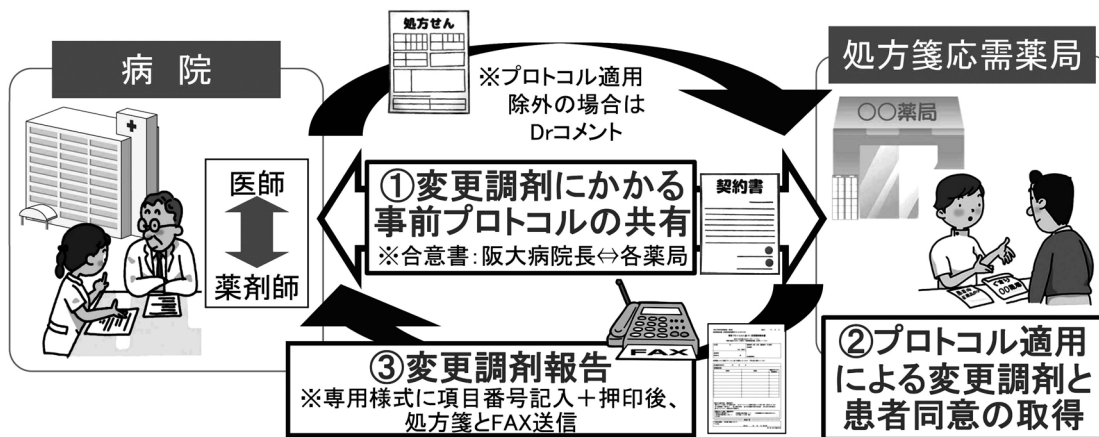 病院
医師
薬剤師
処方せん
※プロトコル適用
除外の場合は
Drコメント
処方箋応需薬局
〇〇薬局
①変更調剤にかかる
事前プロトコルの共有
※合意書:阪大病院長⇔各薬局
契約書
②プロトコル適用
による変更調剤と
患者同意の取得
③変更調剤報告
※専用様式に項目番号記入+押印後、
処方箋とFAX送信
FAX